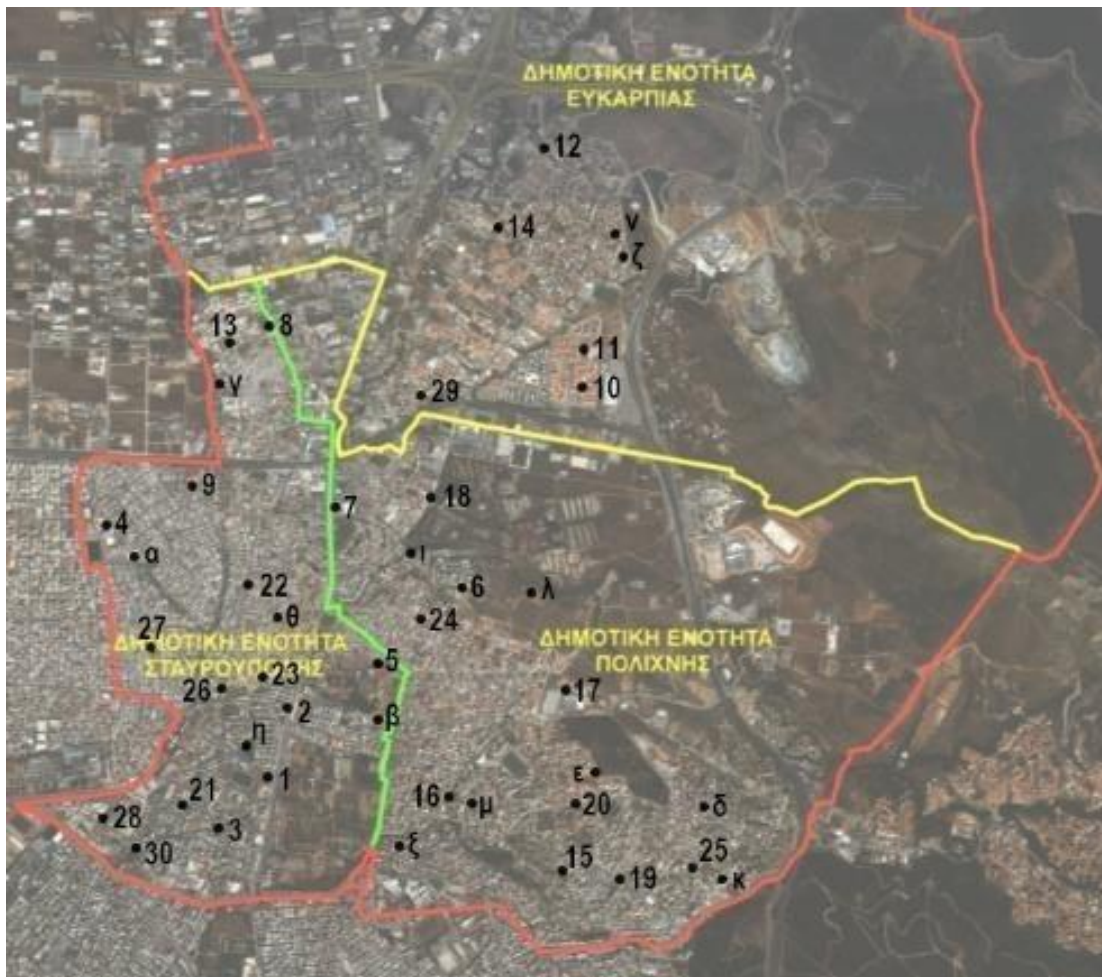 ΔΗΜΟΤΙΚΗ ΕΝΟΤΗΤΑ
ΕΥΚΑΡΠΙΑΣ
12
14
ν
ζ
8
13
11
γ
10
29
9
18
7
4
ι
α
22
6
λ
θ
24
27
ΔΗΜΟΤΙΚΗ ΕΝΟΤΗΤΑ
ΣΤΑΥΡΟΥΠΟΛΗΣ
ΔΗΜΟΤΙΚΗ ΕΝΟΤΗΤΑ
ΠΟΛΙΧΝΗΣ
5
23
26
17
2
β
η
1
ε
16
μ
20
δ
21
28
3
30
ξ
15
19
25
κ